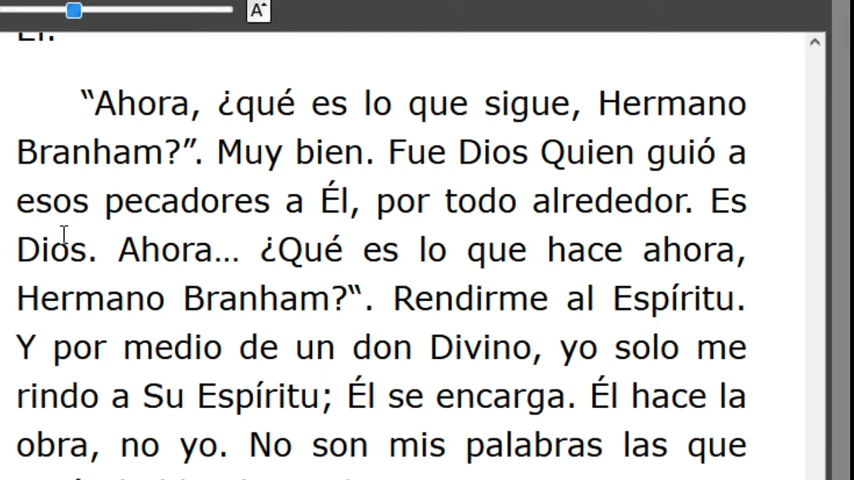 Él.
“Ahora, ¿qué es lo que sigue, Hermano
Branham?”. Muy bien. Fue Dios Quien guió a
esos pecadores a Él, por todo alrededor. Es
Dios. Ahora… ¿Qué es lo que hace ahora,
Hermano Branham?“. Rendirme al Espíritu.
Y por medio de un don Divino, yo solo me
rindo a Su Espíritu; Él se encarga. Él hace la
obra, no yo. No son mis palabras las que